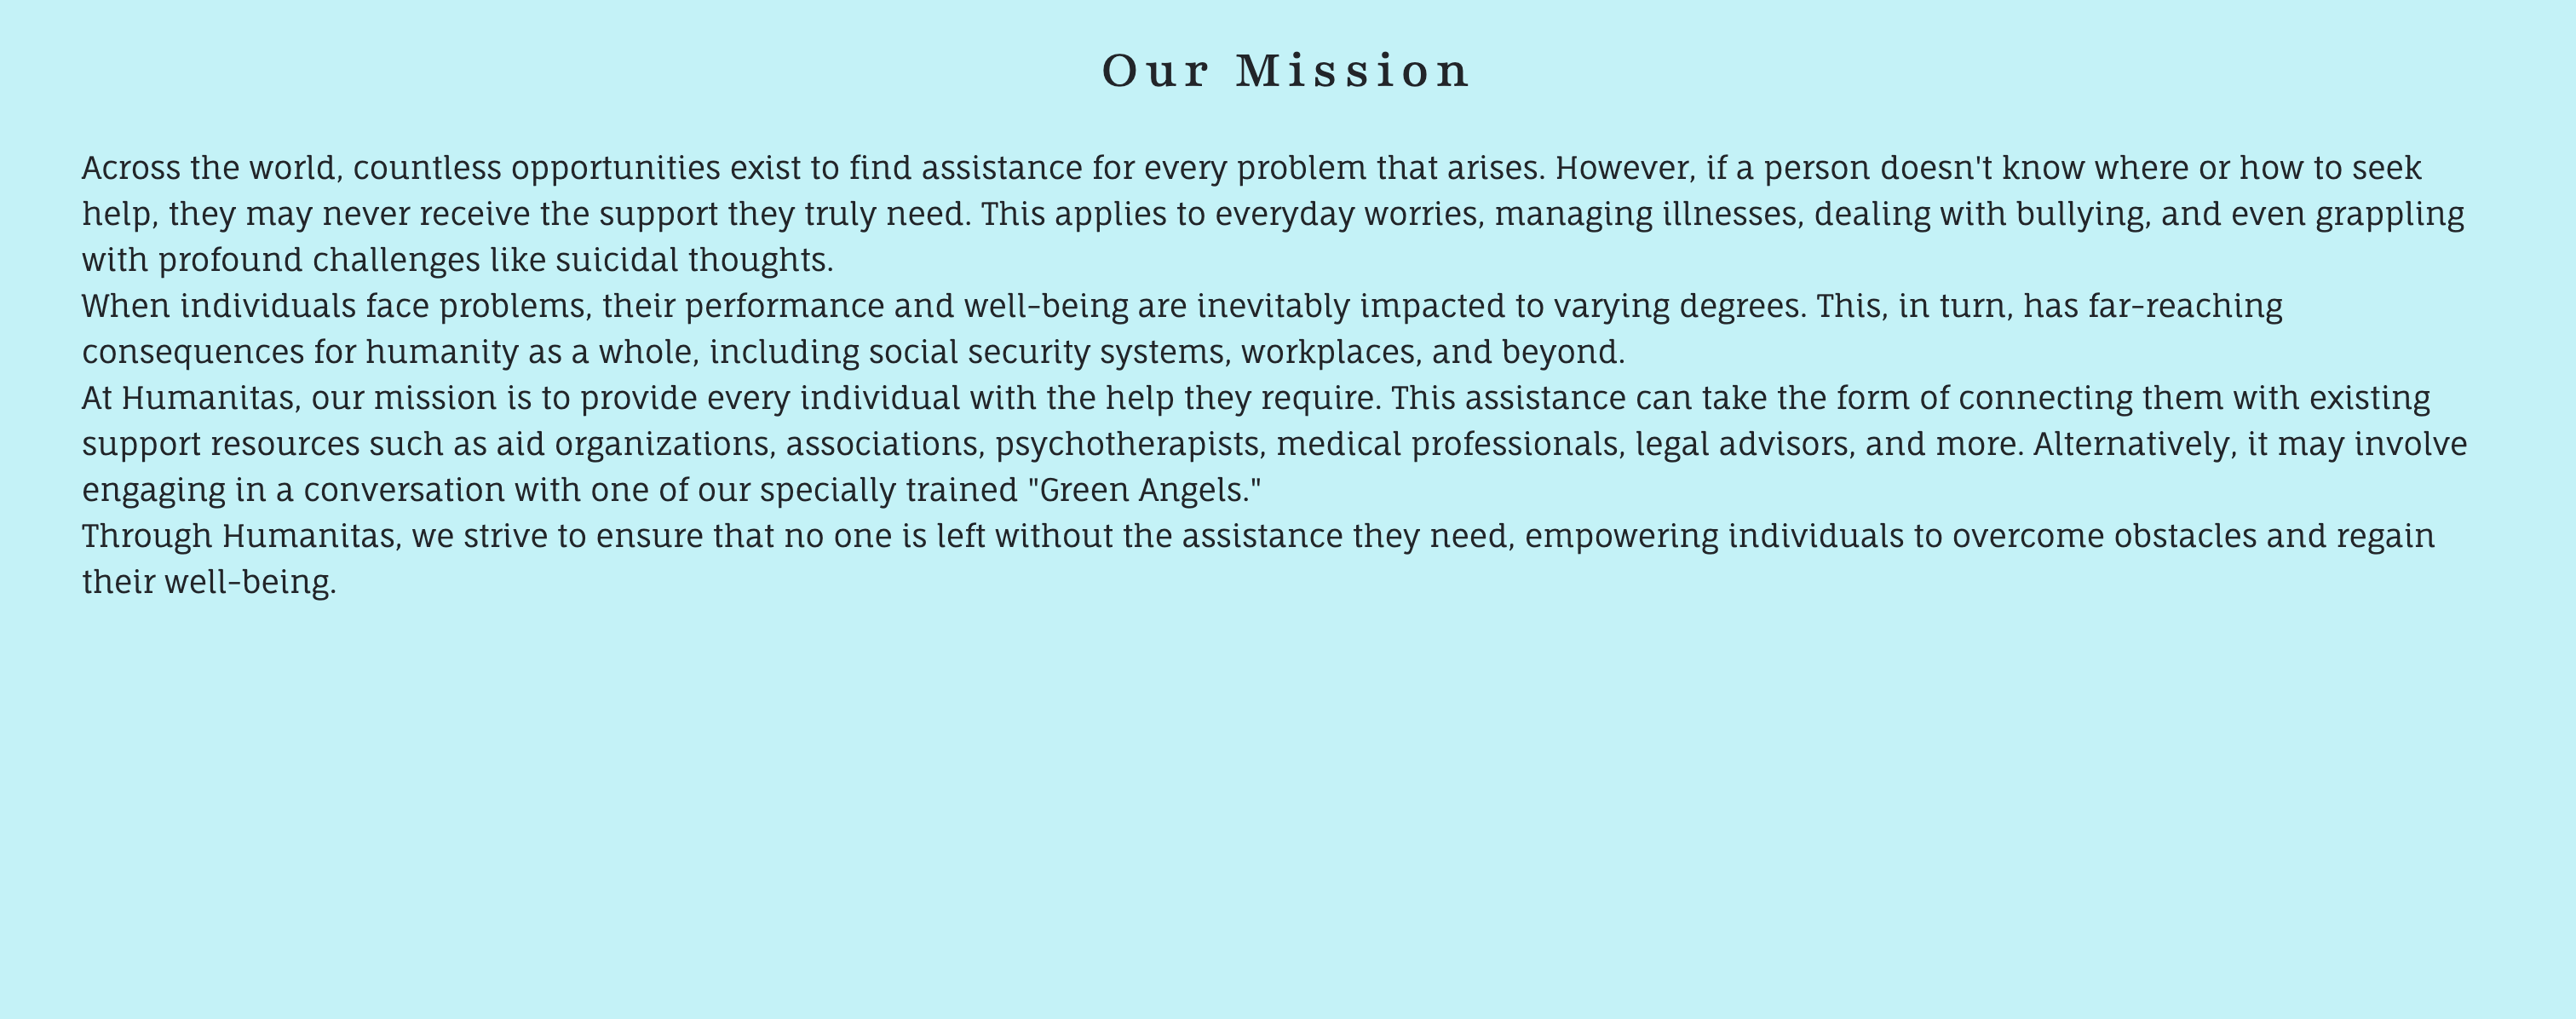 Our Mission
Across the world, countless opportunities exist to find assistance for every problem that arises. However, if a person doesn't know where or how to seek
help, they may never receive the support they truly need. This applies to everyday worries, managing illnesses, dealing with bullying, and even grappling
with profound challenges like suicidal thoughts.
When individuals face problems, their performance and well-being are inevitably impacted to varying degrees. This, in turn, has far-reaching
consequences for humanity as a whole, including social security systems, workplaces, and beyond.
At Humanitas, our mission is to provide every individual with the help they require. This assistance can take the form of connecting them with existing
support resources such as aid organizations, associations, psychotherapists, medical professionals, legal advisors, and more. Alternatively, it may involve
engaging in a conversation with one of our specially trained "Green Angels."
Through Humanitas, we strive to ensure that no one is left without the assistance they need, empowering individuals to overcome obstacles and regain
their well-being.